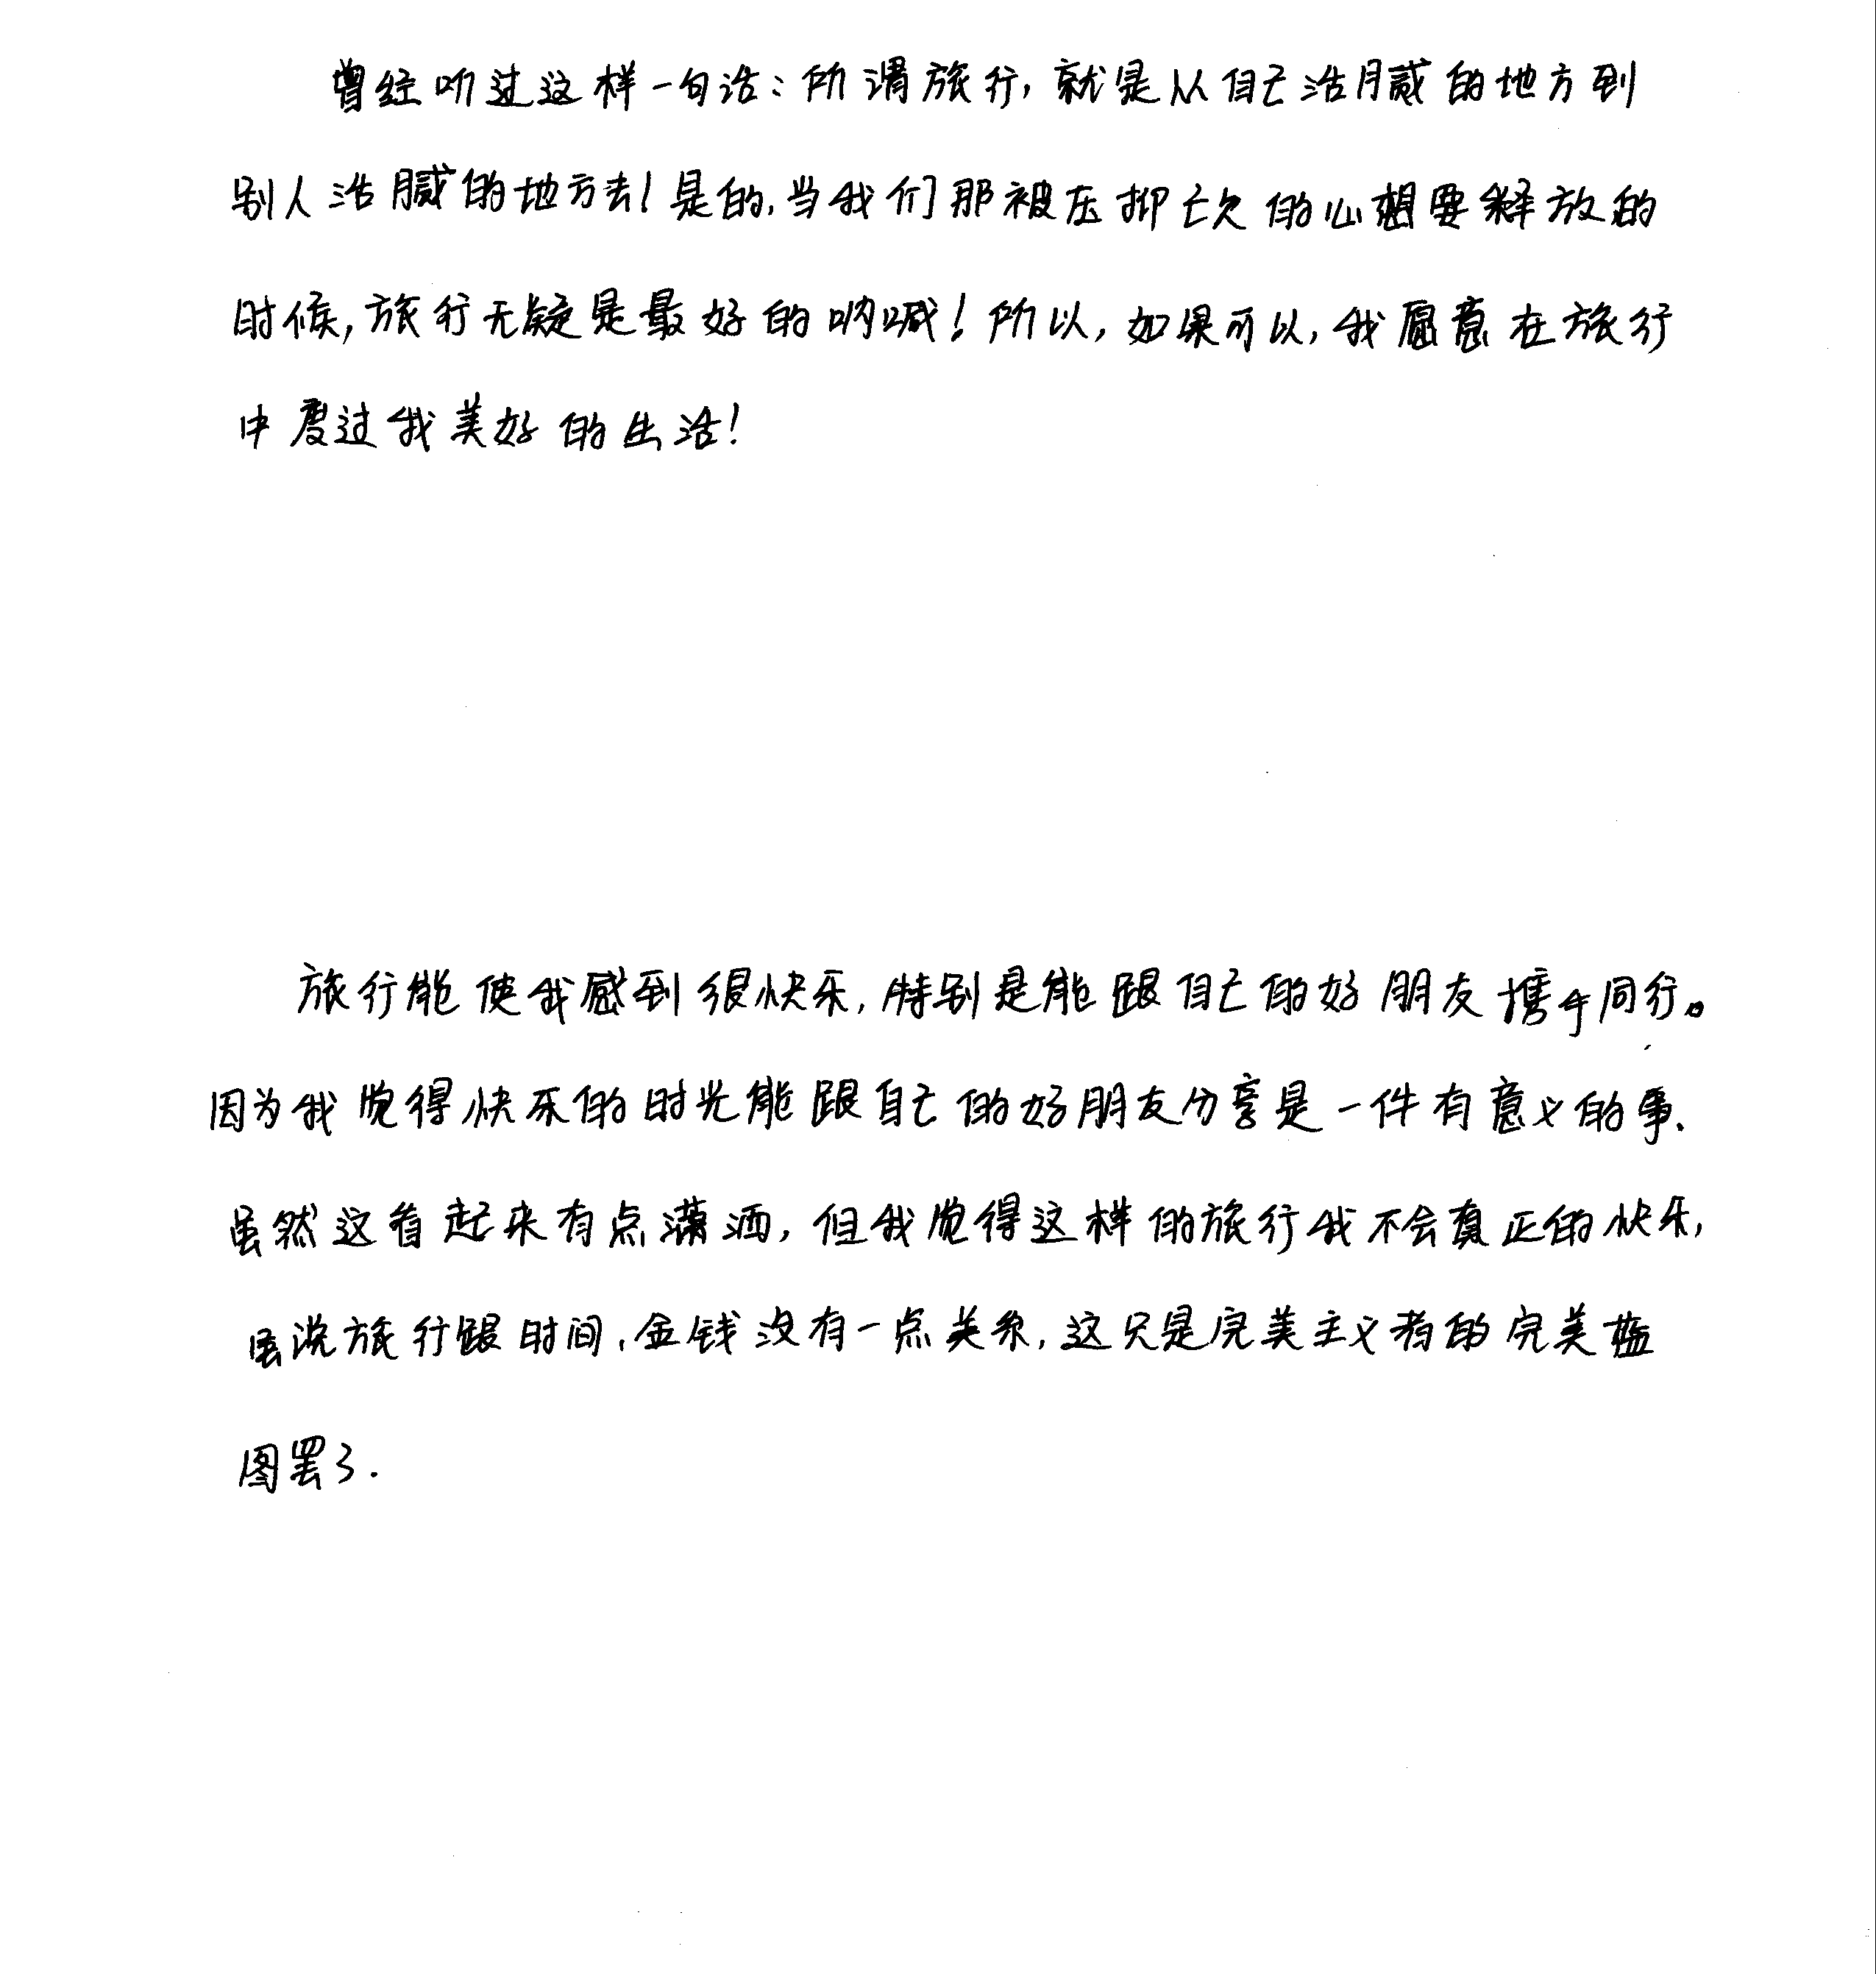 曾经听过这样一句话：所谓旅行，就是从自己活腻的地方到
别人活腻的地方去！是的，当我们那被压抑已久的心想要释放的
时候，旅行无疑是最好的呐喊！所以，如果可以，我愿意在旅行
中度过我美好的生活！
旅行能使我感到很快乐，特别是能跟自己的好朋友携手同行。
因为我觉得快乐的时光能跟自己的好朋友分享是一件有意义的事.
虽然这看起来有点潇洒，但我觉得这样的旅行我不会真正的快乐，
虽说旅行跟时间，金钱没有一点关系，这只是完美主义者的完美蓝
图罢了.